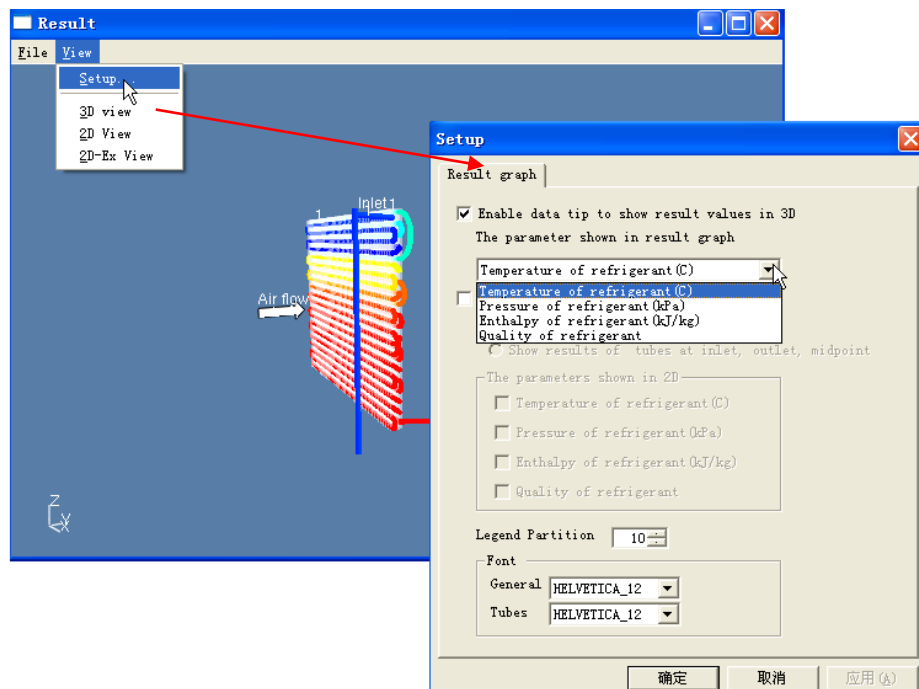 Result
File View
Setup...
3D view
2D View
2D-Ex View
1 Inlet1
Air flow
Z
Y
X
Setup
Result graph
Enable data tip to show result values in 3D
The parameter shown in result graph
Temperature of refrigerant(C)
Temperature of refrigerant(C)
Pressure of refrigerant(kPa)
Enthalpy of refrigerant(kJ/kg)
Quality of refrigerant
Show results of tubes at inlet, outlet, midpoint
The parameters shown in 2D
Temperature of refrigerant(C)
Pressure of refrigerant(kPa)
Enthalpy of refrigerant(kJ/kg)
Quality of refrigerant
Legend Partition 10
Font
General HELVETICA_12
Tubes HELVETICA_12
确定 取消 应用(A)